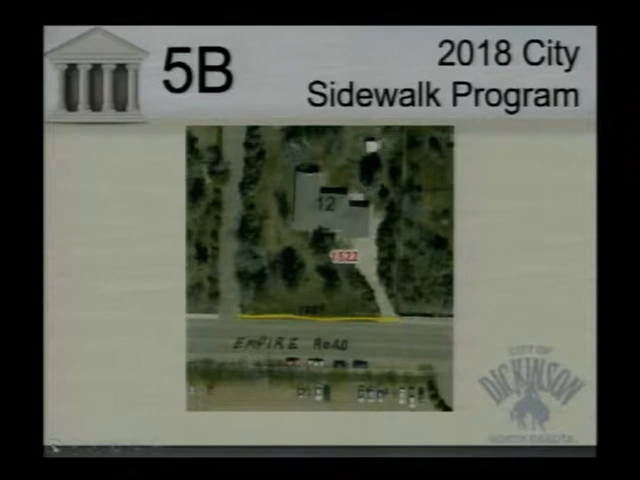 5B
2018 City
Sidewalk Program
12
1522
EMPIRE ROAD
CITY OF
DICKINSON
NORTH DAKOTA